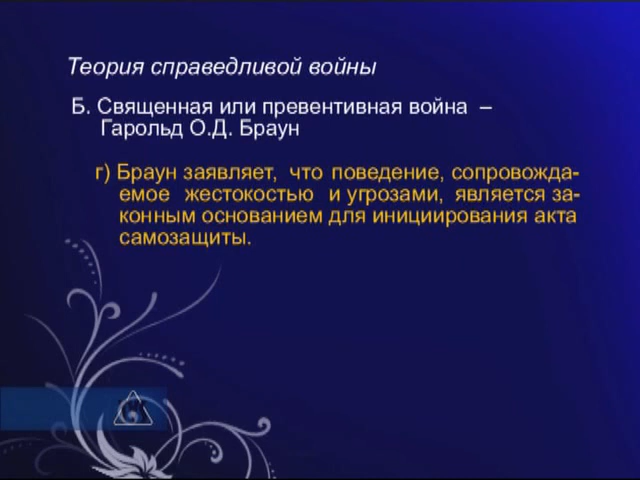 Теория справедливой войны
Б. Священная или превентивная война –
Гарольд О.Д. Браун
г) Браун заявляет, что поведение, сопровожда-
емое жестокостью и угрозами, является за-
конным основанием для инициирования акта
самозащиты.